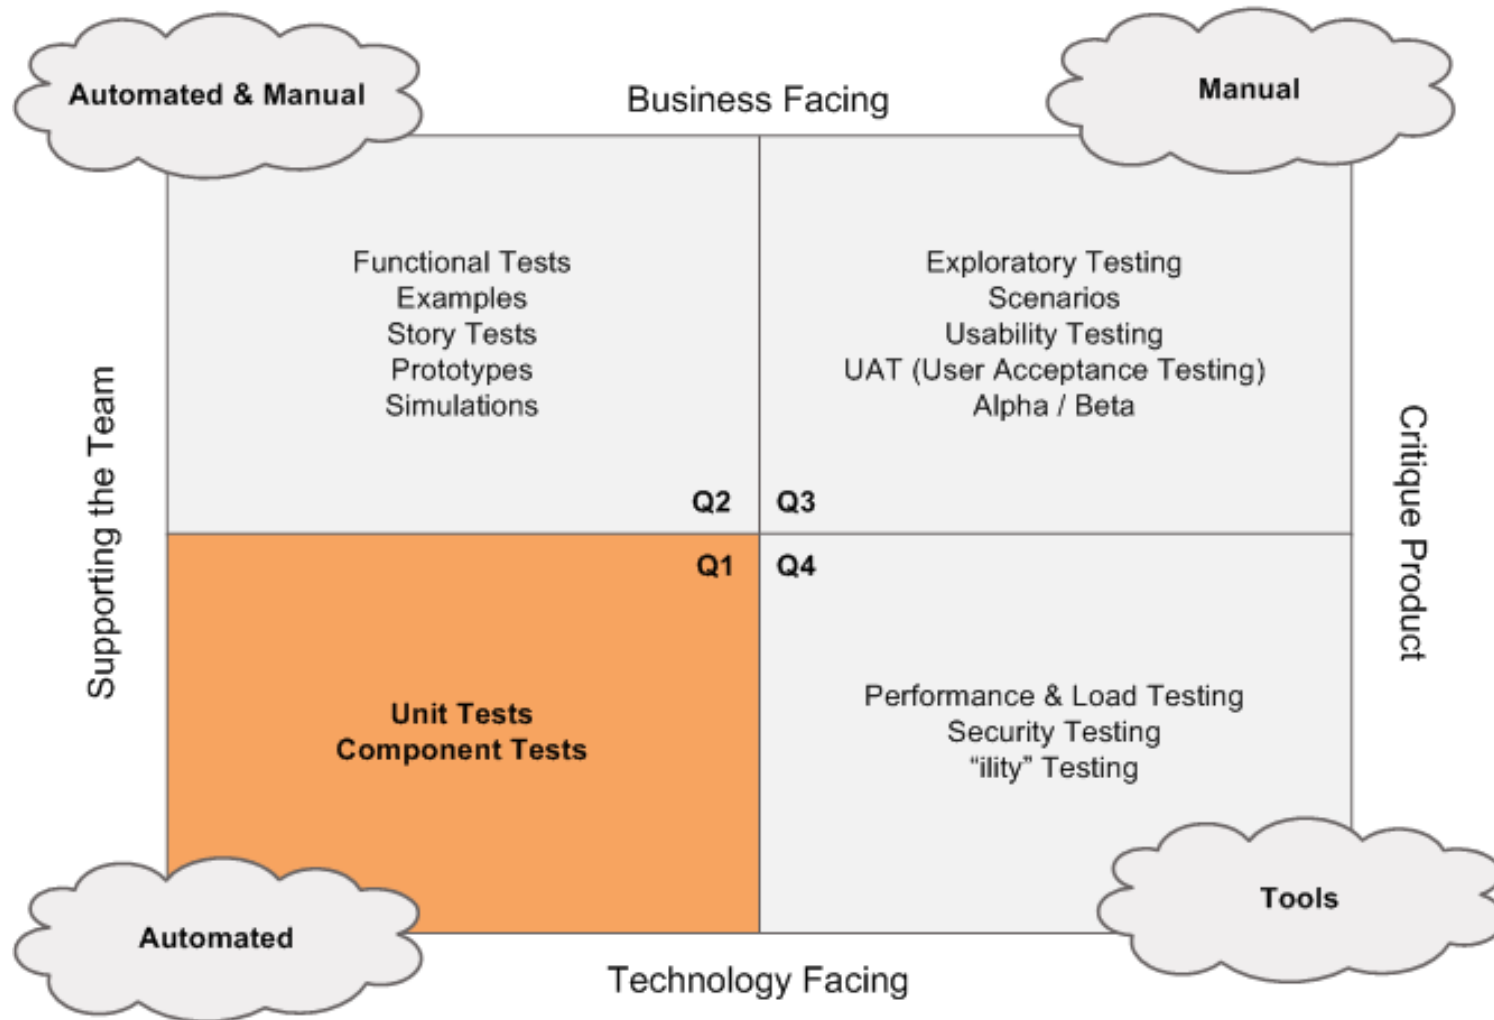 Automated & Manual
Business Facing
Manual
Functional Tests
Examples
Story Tests
Prototypes
Simulations
Exploratory Testing
Scenarios
Usability Testing
UAT (User Acceptance Testing)
Alpha / Beta
Supporting the Team
Critique Product
Q2
Q3
Q1
Q4
Unit Tests
Component Tests
Performance & Load Testing
Security Testing
“ility” Testing
Automated
Tools
Technology Facing